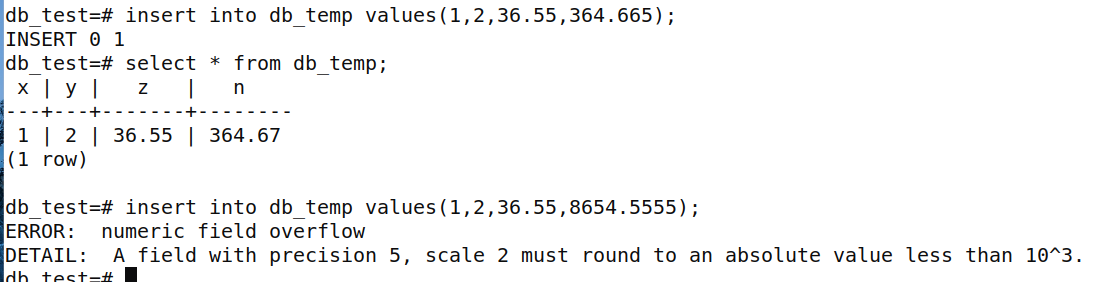 db_test=# insert into db_temp values(1,2,36.55,364.665);
INSERT 0 1
db_test=# select * from db_temp;
 x | y |   z   |   n
---+---+-------+--------
 1 | 2 | 36.55 | 364.67
(1 row)

db_test=# insert into db_temp values(1,2,36.55,8654.5555);
ERROR:  numeric field overflow
DETAIL:  A field with precision 5, scale 2 must round to an absolute value less than 10^3.
db_test=#